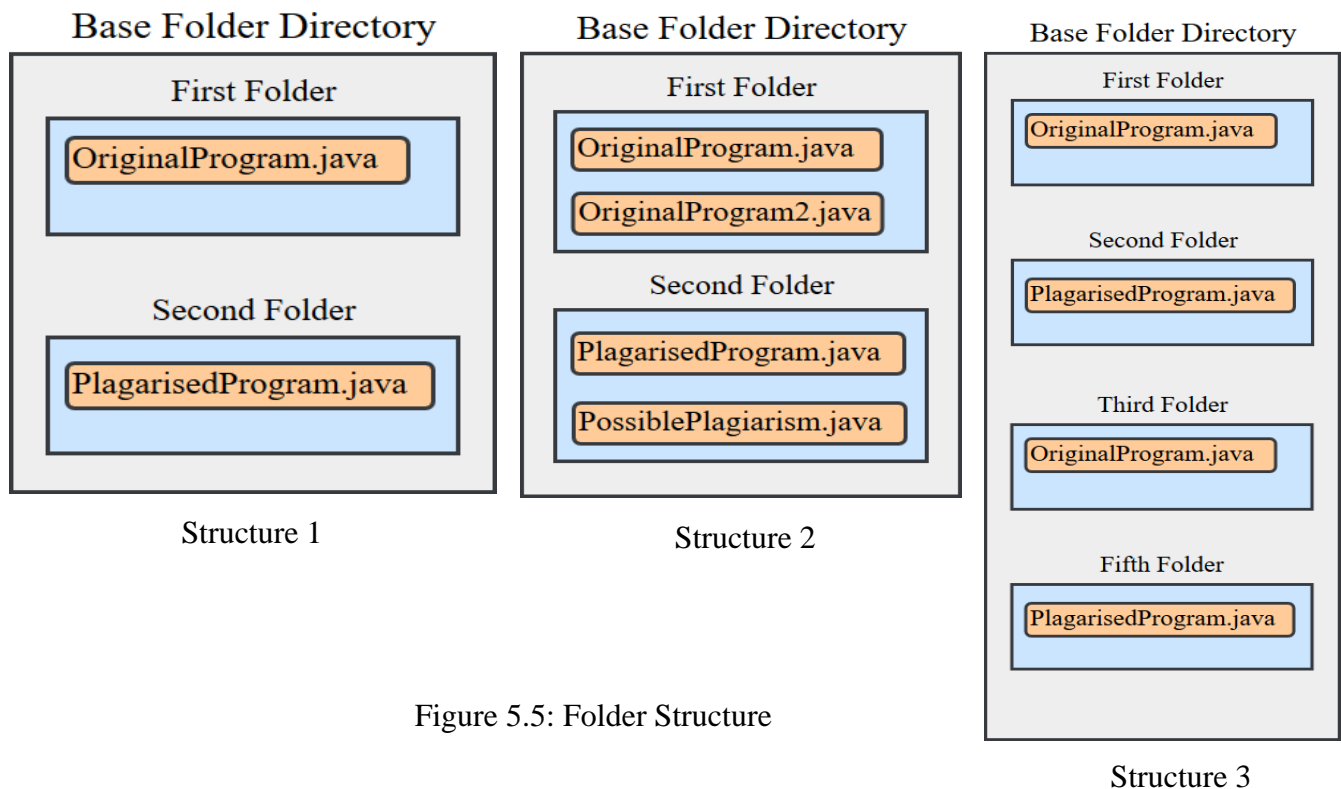 Base Folder Directory
First Folder
OriginalProgram.java
Second Folder
PlagarisedProgram.java
Structure 1
Base Folder Directory
First Folder
OriginalProgram.java
OriginalProgram2.java
Second Folder
PlagarisedProgram.java
PossiblePlagiarism.java
Structure 2
Base Folder Directory
First Folder
OriginalProgram.java
Second Folder
PlagarisedProgram.java
Third Folder
OriginalProgram.java
Fifth Folder
PlagarisedProgram.java
Structure 3
Figure 5.5: Folder Structure